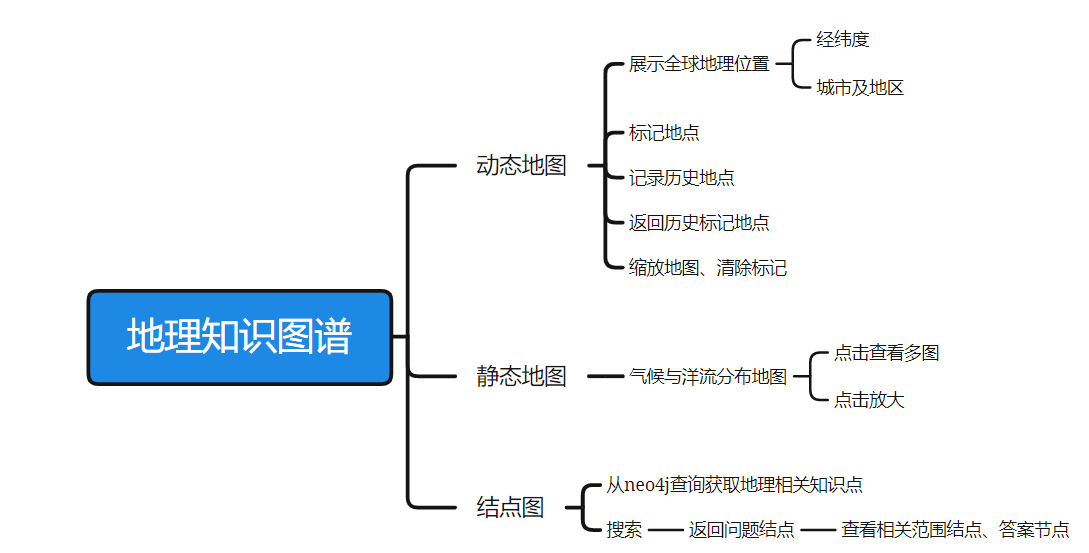 地理知识图谱
动态地图
展示全球地理位置
经纬度
城市及地区
标记地点
记录历史地点
返回历史标记地点
缩放地图、清除标记
静态地图
气候与洋流分布地图
点击查看多图
点击放大
结点图
从neo4j查询获取地理相关知识点
搜索
返回问题结点
查看相关范围结点、答案节点